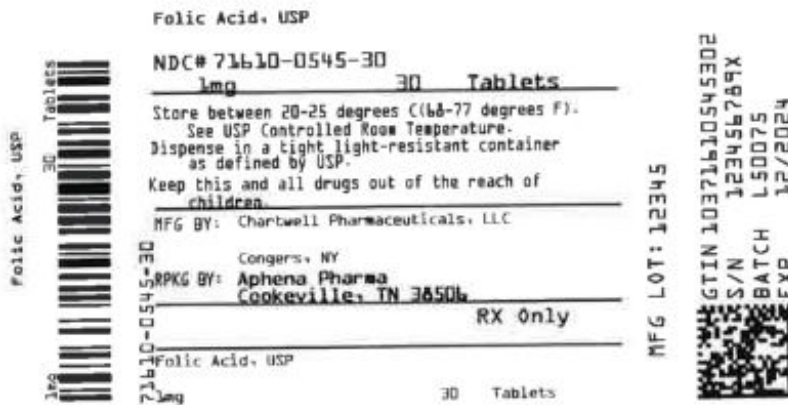 Folic Acid, USP
NDC# 71610-0545-30
1mg 30 Tablets
Store between 20-25 degrees C(68-77 degrees F).
See USP Controlled Room Temperature.
Dispense in a tight light-resistant container
as defined by USP.
Keep this and all drugs out of the reach of
children.
MFG BY: Chartwell Pharmaceuticals, LLC
Congers, NY
RPKG BY: Aphena Pharma
Cookeville, TN 38506
RX Only
Folic Acid, USP
1mg 30 Tablets
Folic Acid, USP
1mg 30 Tablets
71610-0545-30
MFG LOT: 12345
GTIN 10371610545302
S/N 123456789X
BATCH L50075
EXP 12/2024